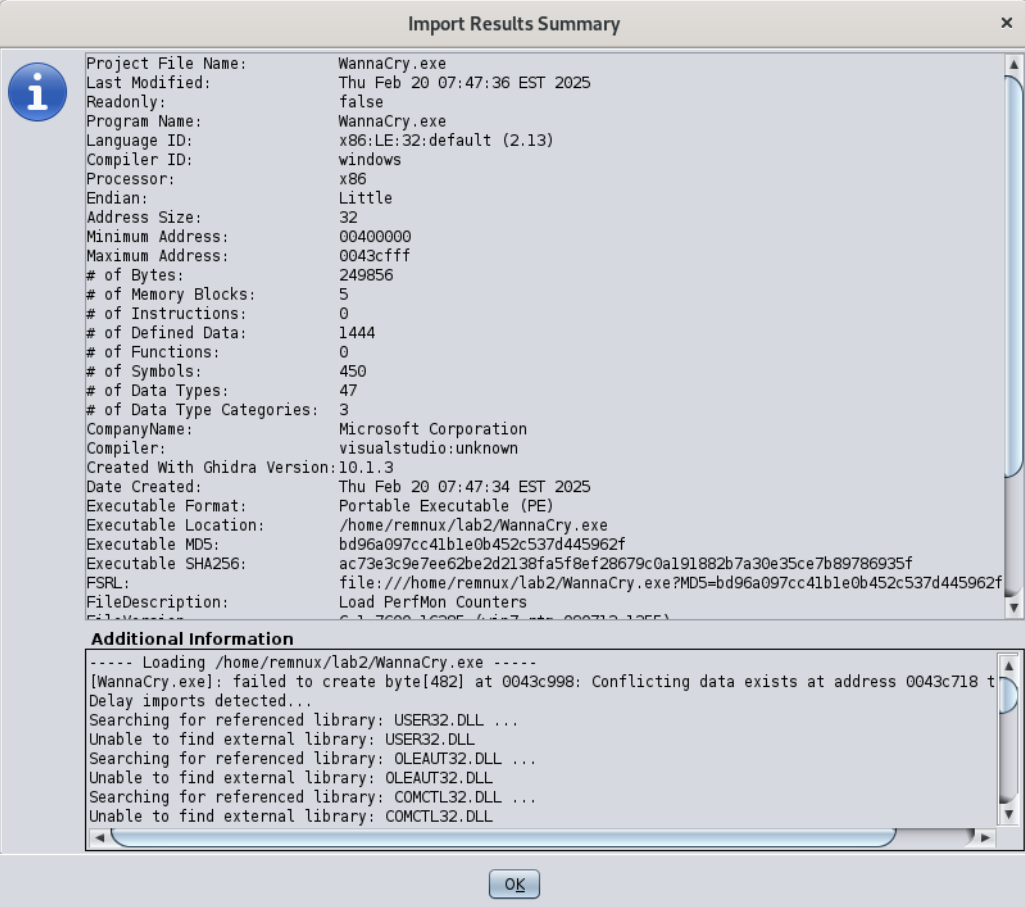 Import Results Summary
Project File Name: WannaCry.exe
Last Modified: Thu Feb 20 07:47:36 EST 2025
Readonly: false
Program Name: WannaCry.exe
Language ID: x86:LE:32:default (2.13)
Compiler ID: windows
Processor: x86
Endian: Little
Address Size: 32
Minimum Address: 00400000
Maximum Address: 0043cfff
# of Bytes: 249856
# of Memory Blocks: 5
# of Instructions: 0
# of Defined Data: 1444
# of Functions: 0
# of Symbols: 450
# of Data Types: 47
# of Data Type Categories: 3
CompanyName: Microsoft Corporation
Compiler: visualstudio:unknown
Created With Ghidra Version: 10.1.3
Date Created: Thu Feb 20 07:47:34 EST 2025
Executable Format: Portable Executable (PE)
Executable Location: /home/remnux/lab2/WannaCry.exe
Executable MD5: bd96a097cc41b1e0b452c537d445962f
Executable SHA256: ac73e3c9e7ee62be2d2138fa5f8ef28679c0a191882b7a30e35ce7b89786935f
FSRL: file:///home/remnux/lab2/WannaCry.exe?MD5=bd96a097cc41b1e0b452c537d445962f
FileDescription: Load PerfMon Counters
Additional Information
----- Loading /home/remnux/lab2/WannaCry.exe -----
[WannaCry.exe]: failed to create byte[482] at 0043c998: Conflicting data exists at address 0043c718 t
Delay imports detected...
Searching for referenced library: USER32.DLL ...
Unable to find external library: USER32.DLL
Searching for referenced library: OLEAUT32.DLL ...
Unable to find external library: OLEAUT32.DLL
Searching for referenced library: COMCTL32.DLL ...
Unable to find external library: COMCTL32.DLL
OK